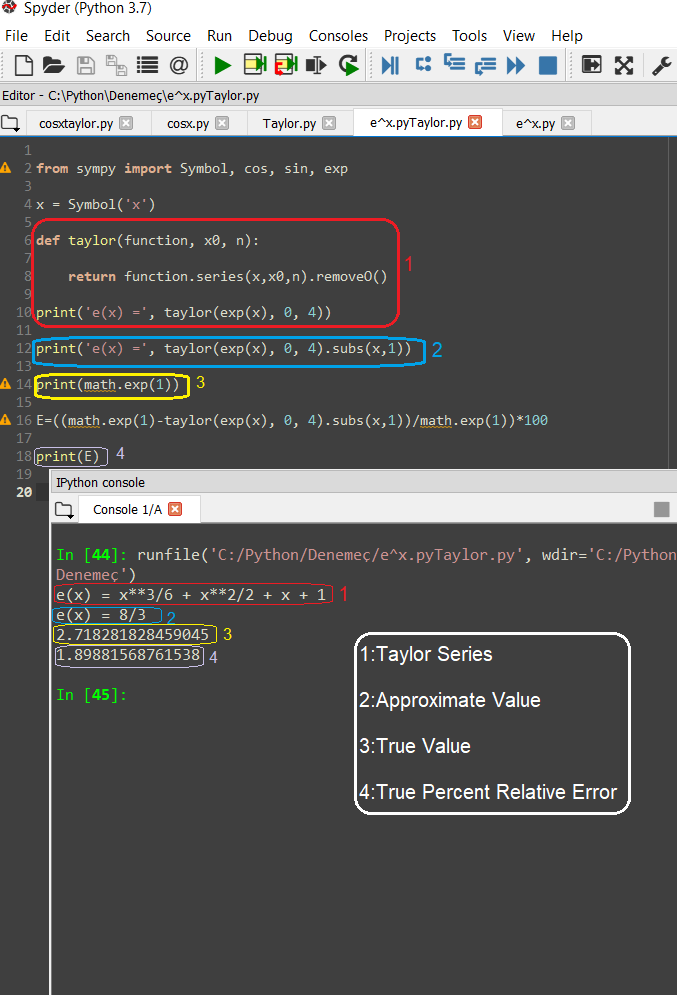 Spyder (Python 3.7)
File Edit Search Source Run Debug Consoles Projects Tools View Help
Editor - C:\Python\Denemeç\e^x.pyTaylor.py
cosxtaylor.py cosx.py Taylor.py e^x.pyTaylor.py e^x.py
1
2 from sympy import Symbol, cos, sin, exp
3
4 x = Symbol('x')
5
6 def taylor(function, x0, n):
7
8 return function.series(x,x0,n).removeO()
1
9
10 print('e(x) =', taylor(exp(x), 0, 4))
11
12 print('e(x) =', taylor(exp(x), 0, 4).subs(x,1)) 2
13
14 print(math.exp(1)) 3
15
16 E=((math.exp(1)-taylor(exp(x), 0, 4).subs(x,1))/math.exp(1))*100
17
18 print(E) 4
19
20
IPython console
Console 1/A
In [44]: runfile('C:/Python/Denemeç/e^x.pyTaylor.py', wdir='C:/Python
Denemeç')
e(x) = x**3/6 + x**2/2 + x + 1 1
e(x) = 8/3 2
2.718281828459045 3
1.89881568761538 4
In [45]:
1:Taylor Series
2:Approximate Value
3:True Value
4:True Percent Relative Error